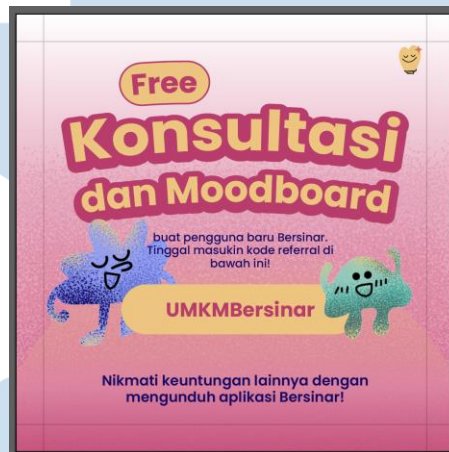 Free
Konsultasi
dan Moodboard
buat pengguna baru Bersinar.
Tinggal masukin kode referral di
bawah ini!
UMKMBersinar
Nikmati keuntungan lainnya dengan
mengunduh aplikasi Bersinar!